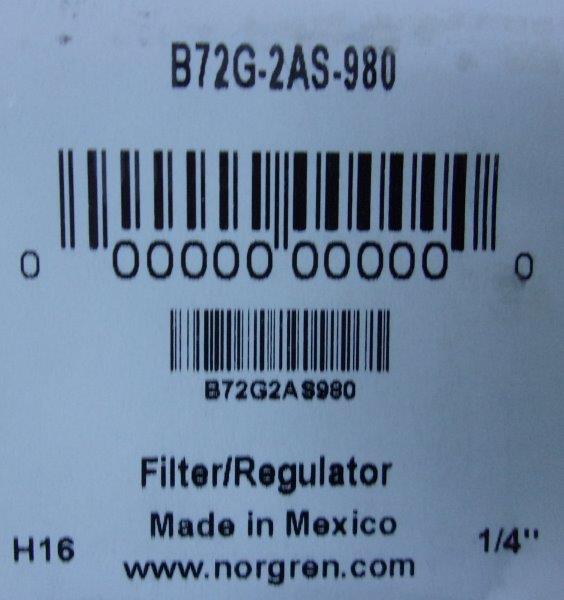 B72G-2AS-980
0 00000 00000 0
B72G2AS980
Filter/Regulator
Made in Mexico
H16 1/4"
www.norgren.com